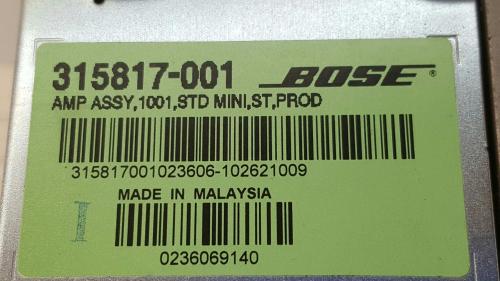 315817-001 BOSE®
AMP ASSY,1001,STD MINI,ST,PROD
315817001023606-102621009
MADE IN MALAYSIA
0236069140